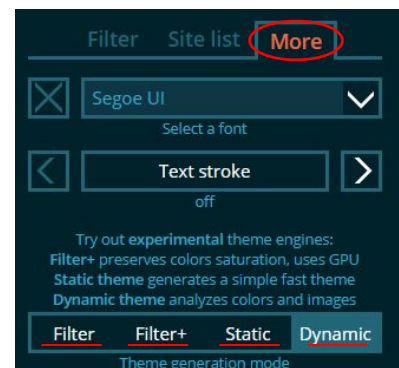 Filter Site list More
Segoe UI
Select a font
Text stroke
off
Try out experimental theme engines:
Filter+ preserves colors saturation, uses GPU
Static theme generates a simple fast theme
Dynamic theme analyzes colors and images
Filter Filter+ Static Dynamic
Theme generation mode